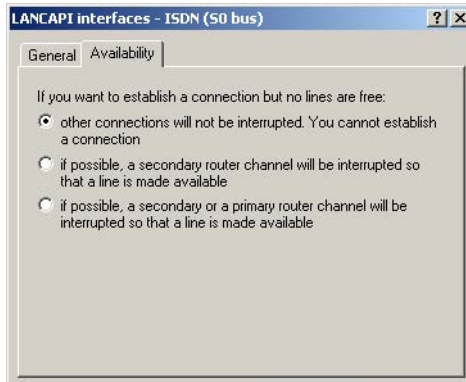 LANCAPI interfaces - ISDN (S0 bus)
General Availability
If you want to establish a connection but no lines are free:
other connections will not be interrupted. You cannot establish
a connection
if possible, a secondary router channel will be interrupted so
that a line is made available
if possible, a secondary or a primary router channel will be
interrupted so that a line is made available